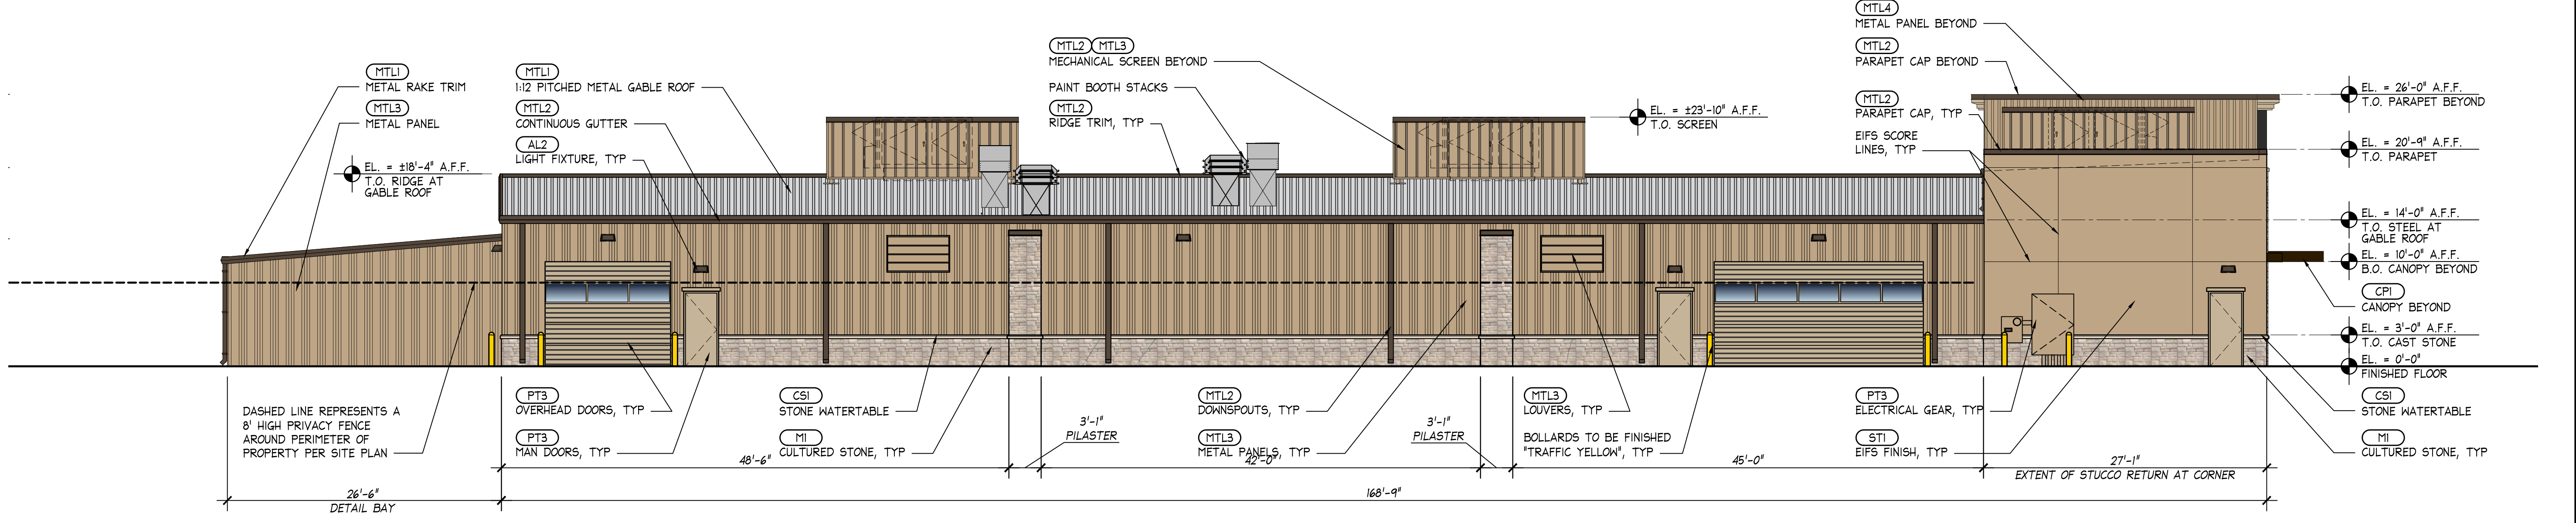 MTL1
METAL RAKE TRIM
MTL3
METAL PANEL
EL. = ±18'-4" A.F.F.
T.O. RIDGE AT
GABLE ROOF
MTL1
1:12 PITCHED METAL GABLE ROOF
MTL2
CONTINUOUS GUTTER
AL2
LIGHT FIXTURE, TYP
MTL2 MTL3
MECHANICAL SCREEN BEYOND
PAINT BOOTH STACKS
MTL2
RIDGE TRIM, TYP
EL. = ±23'-10" A.F.F.
T.O. SCREEN
MTL4
METAL PANEL BEYOND
MTL2
PARAPET CAP BEYOND
MTL2
PARAPET CAP, TYP
EIFS SCORE
LINES, TYP
EL. = 26'-0" A.F.F.
T.O. PARAPET BEYOND
EL. = 20'-9" A.F.F.
T.O. PARAPET
EL. = 14'-0" A.F.F.
T.O. STEEL AT
GABLE ROOF
EL. = 10'-0" A.F.F.
B.O. CANOPY BEYOND
CP1
CANOPY BEYOND
EL. = 3'-0" A.F.F.
T.O. CAST STONE
EL. = 0'-0"
FINISHED FLOOR
CS1
STONE WATERTABLE
M1
CULTURED STONE, TYP
DASHED LINE REPRESENTS A
8' HIGH PRIVACY FENCE
AROUND PERIMETER OF
PROPERTY PER SITE PLAN
PT3
OVERHEAD DOORS, TYP
PT3
MAN DOORS, TYP
CS1
STONE WATERTABLE
M1
CULTURED STONE, TYP
3'-1"
PILASTER
MTL2
DOWNSPOUTS, TYP
MTL3
METAL PANELS, TYP
3'-1"
PILASTER
MTL3
LOUVERS, TYP
BOLLARDS TO BE FINISHED
"TRAFFIC YELLOW", TYP
PT3
ELECTRICAL GEAR, TYP
ST1
EIFS FINISH, TYP
48'-6"
42'-0"
45'-0"
27'-1"
EXTENT OF STUCCO RETURN AT CORNER
26'-6"
DETAIL BAY
168'-9"